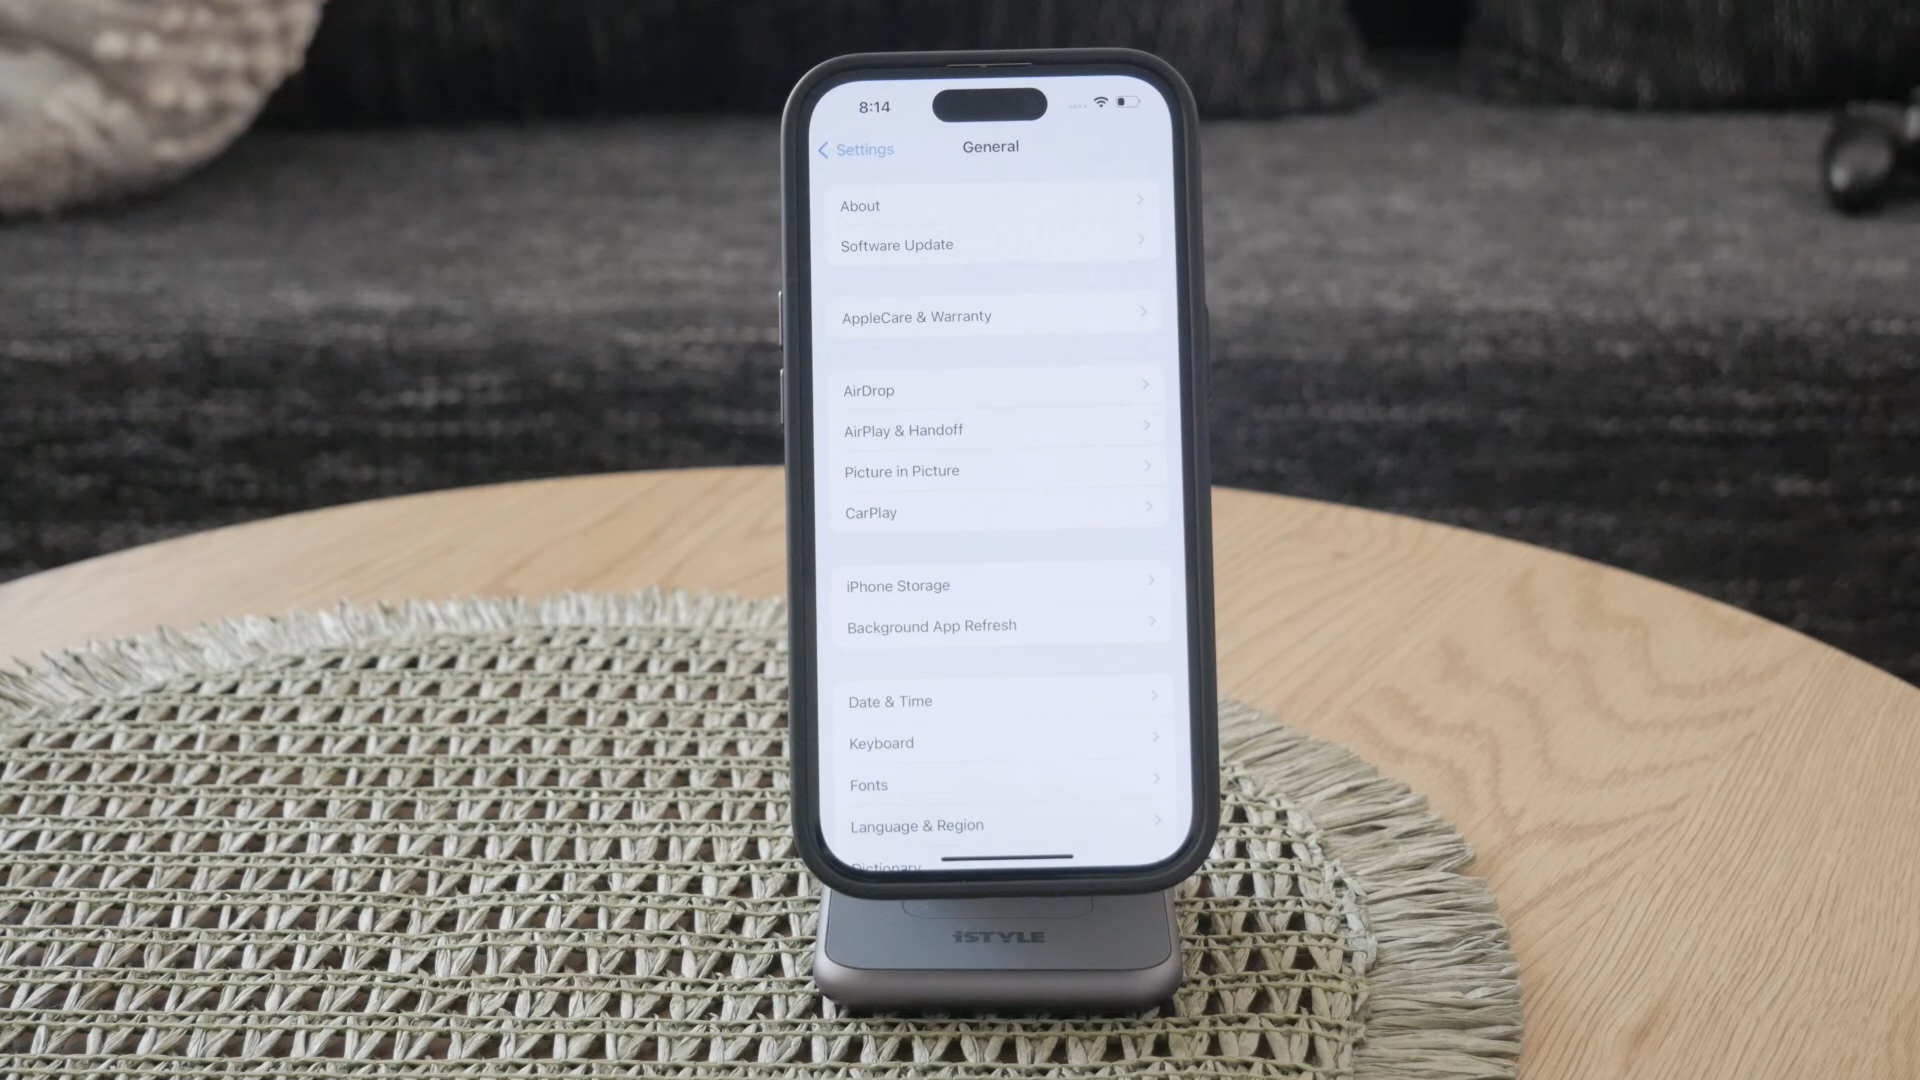 8:14
Settings
General
About
Software Update
AppleCare & Warranty
AirDrop
AirPlay & Handoff
Picture in Picture
CarPlay
iPhone Storage
Background App Refresh
Date & Time
Keyboard
Fonts
Language & Region
Dictionary
iSTYLE